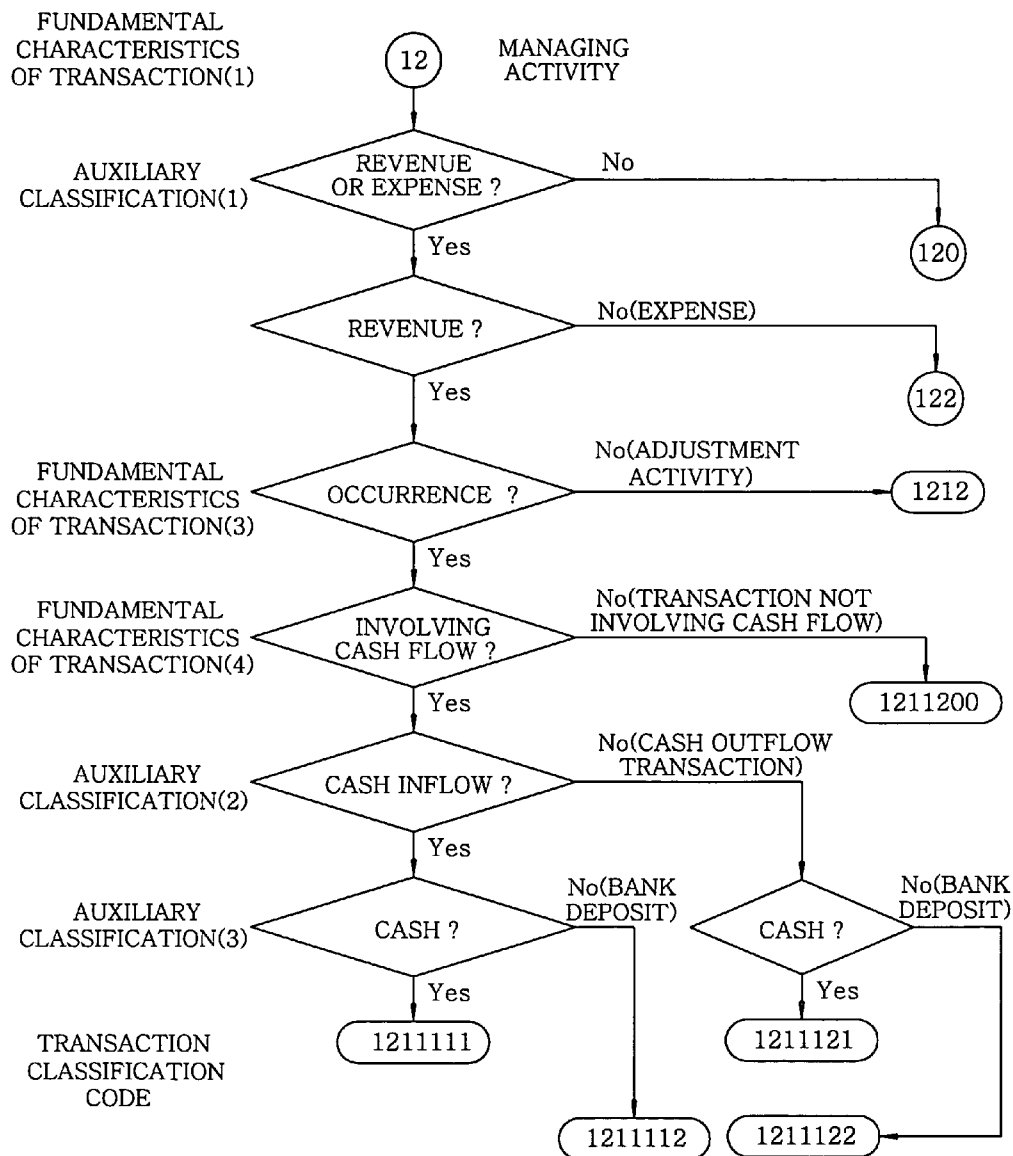 FUNDAMENTAL
CHARACTERISTICS
OF TRANSACTION(1)
12
MANAGING
ACTIVITY
AUXILIARY
CLASSIFICATION(1)
REVENUE
OR EXPENSE ?
No
120
Yes
REVENUE ?
No(EXPENSE)
122
Yes
FUNDAMENTAL
CHARACTERISTICS
OF TRANSACTION(3)
OCCURRENCE ?
No(ADJUSTMENT
ACTIVITY)
1212
Yes
FUNDAMENTAL
CHARACTERISTICS
OF TRANSACTION(4)
INVOLVING
CASH FLOW ?
No(TRANSACTION NOT
INVOLVING CASH FLOW)
1211200
Yes
AUXILIARY
CLASSIFICATION(2)
CASH INFLOW ?
No(CASH OUTFLOW
TRANSACTION)
Yes
AUXILIARY
CLASSIFICATION(3)
CASH ?
No(BANK
DEPOSIT)
CASH ?
No(BANK
DEPOSIT)
Yes
Yes
TRANSACTION
CLASSIFICATION
CODE
1211111
1211121
1211112
1211122